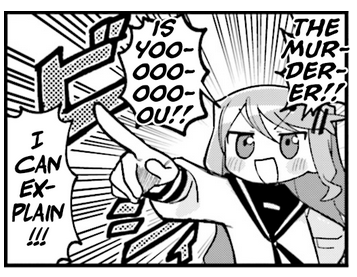 THE
MUR-
DER-
ER!!
IS
YOO-
OOO-
OOO-
OU!!
I
CAN
EX-
PLAIN
!!!